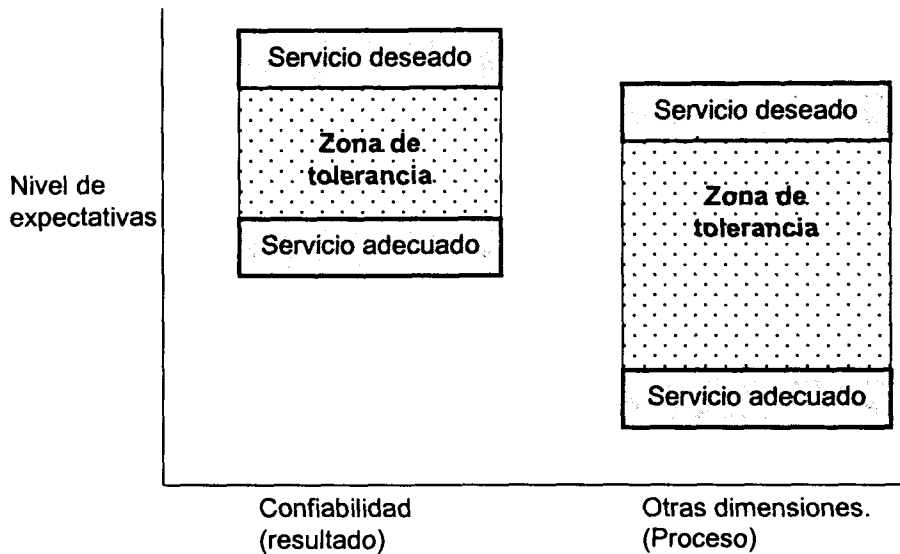 Servicio deseado
Zona de
tolerancia
Servicio adecuado
Servicio deseado
Zona de
tolerancia
Servicio adecuado
Nivel de
expectativas
Confiabilidad
(resultado)
Otras dimensiones.
(Proceso)